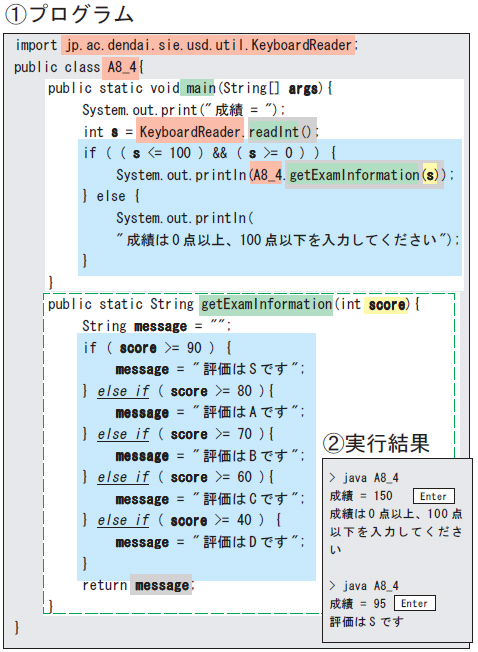 ①プログラム
import jp.ac.dendai.sie.usd.util.KeyboardReader;
public class A8_4{
public static void main(String[] args){
System.out.print("成績 = ");
int s = KeyboardReader.readInt();
if ( ( s <= 100 ) && ( s >= 0 ) ) {
System.out.println(A8_4.getExamInformation(s));
} else {
System.out.println(
"成績は０点以上、100 点以下を入力してください");
}
}
public static String getExamInformation(int score){
String message = "";
if ( score >= 90 ) {
message = "評価はＳです";
} else if ( score >= 80 ){
message = "評価はＡです";
} else if ( score >= 70 ){
message = "評価はＢです";
} else if ( score >= 60 ){
message = "評価はＣです";
} else if ( score >= 40 ) {
message = "評価はＤです";
}
return message;
}
}
②実行結果
> java A8_4
成績 = 150 Enter
成績は０点以上、100 点
以下を入力してくださ
い
> java A8_4
成績 = 95 Enter
評価はＳです